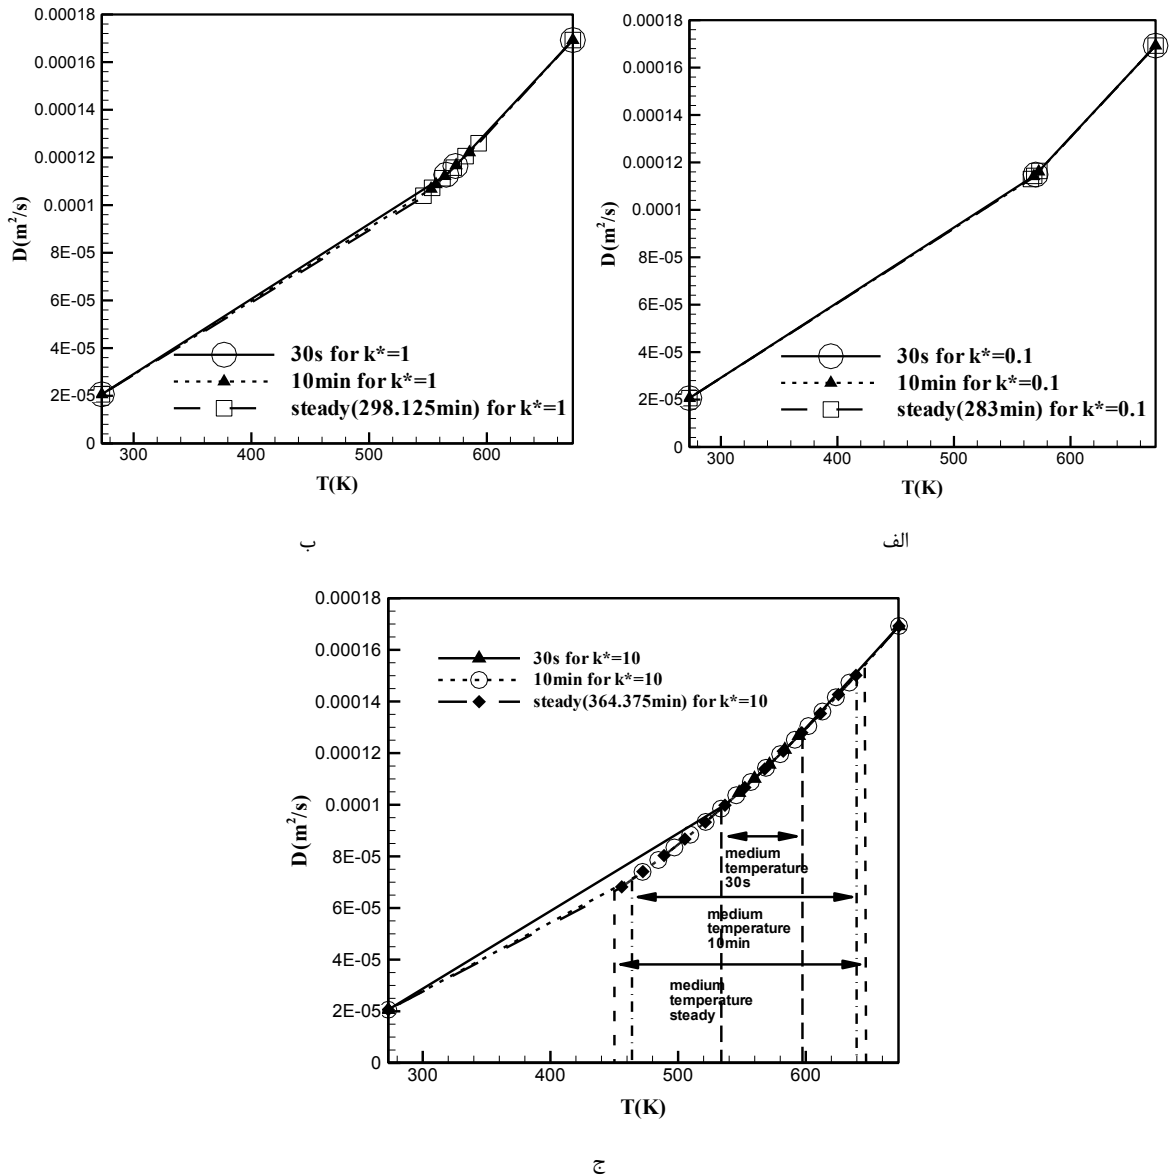 0.00018
0.00016
0.00014
0.00012
0.0001
8E-05
6E-05
4E-05
2E-05
0
D(m²/s)
30s for k*=1
10min for k*=1
steady(298.125min) for k*=1
300 400 500 600
T(K)
ب
0.00018
0.00016
0.00014
0.00012
0.0001
8E-05
6E-05
4E-05
2E-05
0
D(m²/s)
30s for k*=0.1
10min for k*=0.1
steady(283min) for k*=0.1
300 400 500 600
T(K)
الف
0.00018
0.00016
0.00014
0.00012
0.0001
8E-05
6E-05
4E-05
2E-05
0
D(m²/s)
30s for k*=10
10min for k*=10
steady(364.375min) for k*=10
medium
temperature
30s
medium
temperature
10min
medium
temperature
steady
300 400 500 600
T(K)
ج